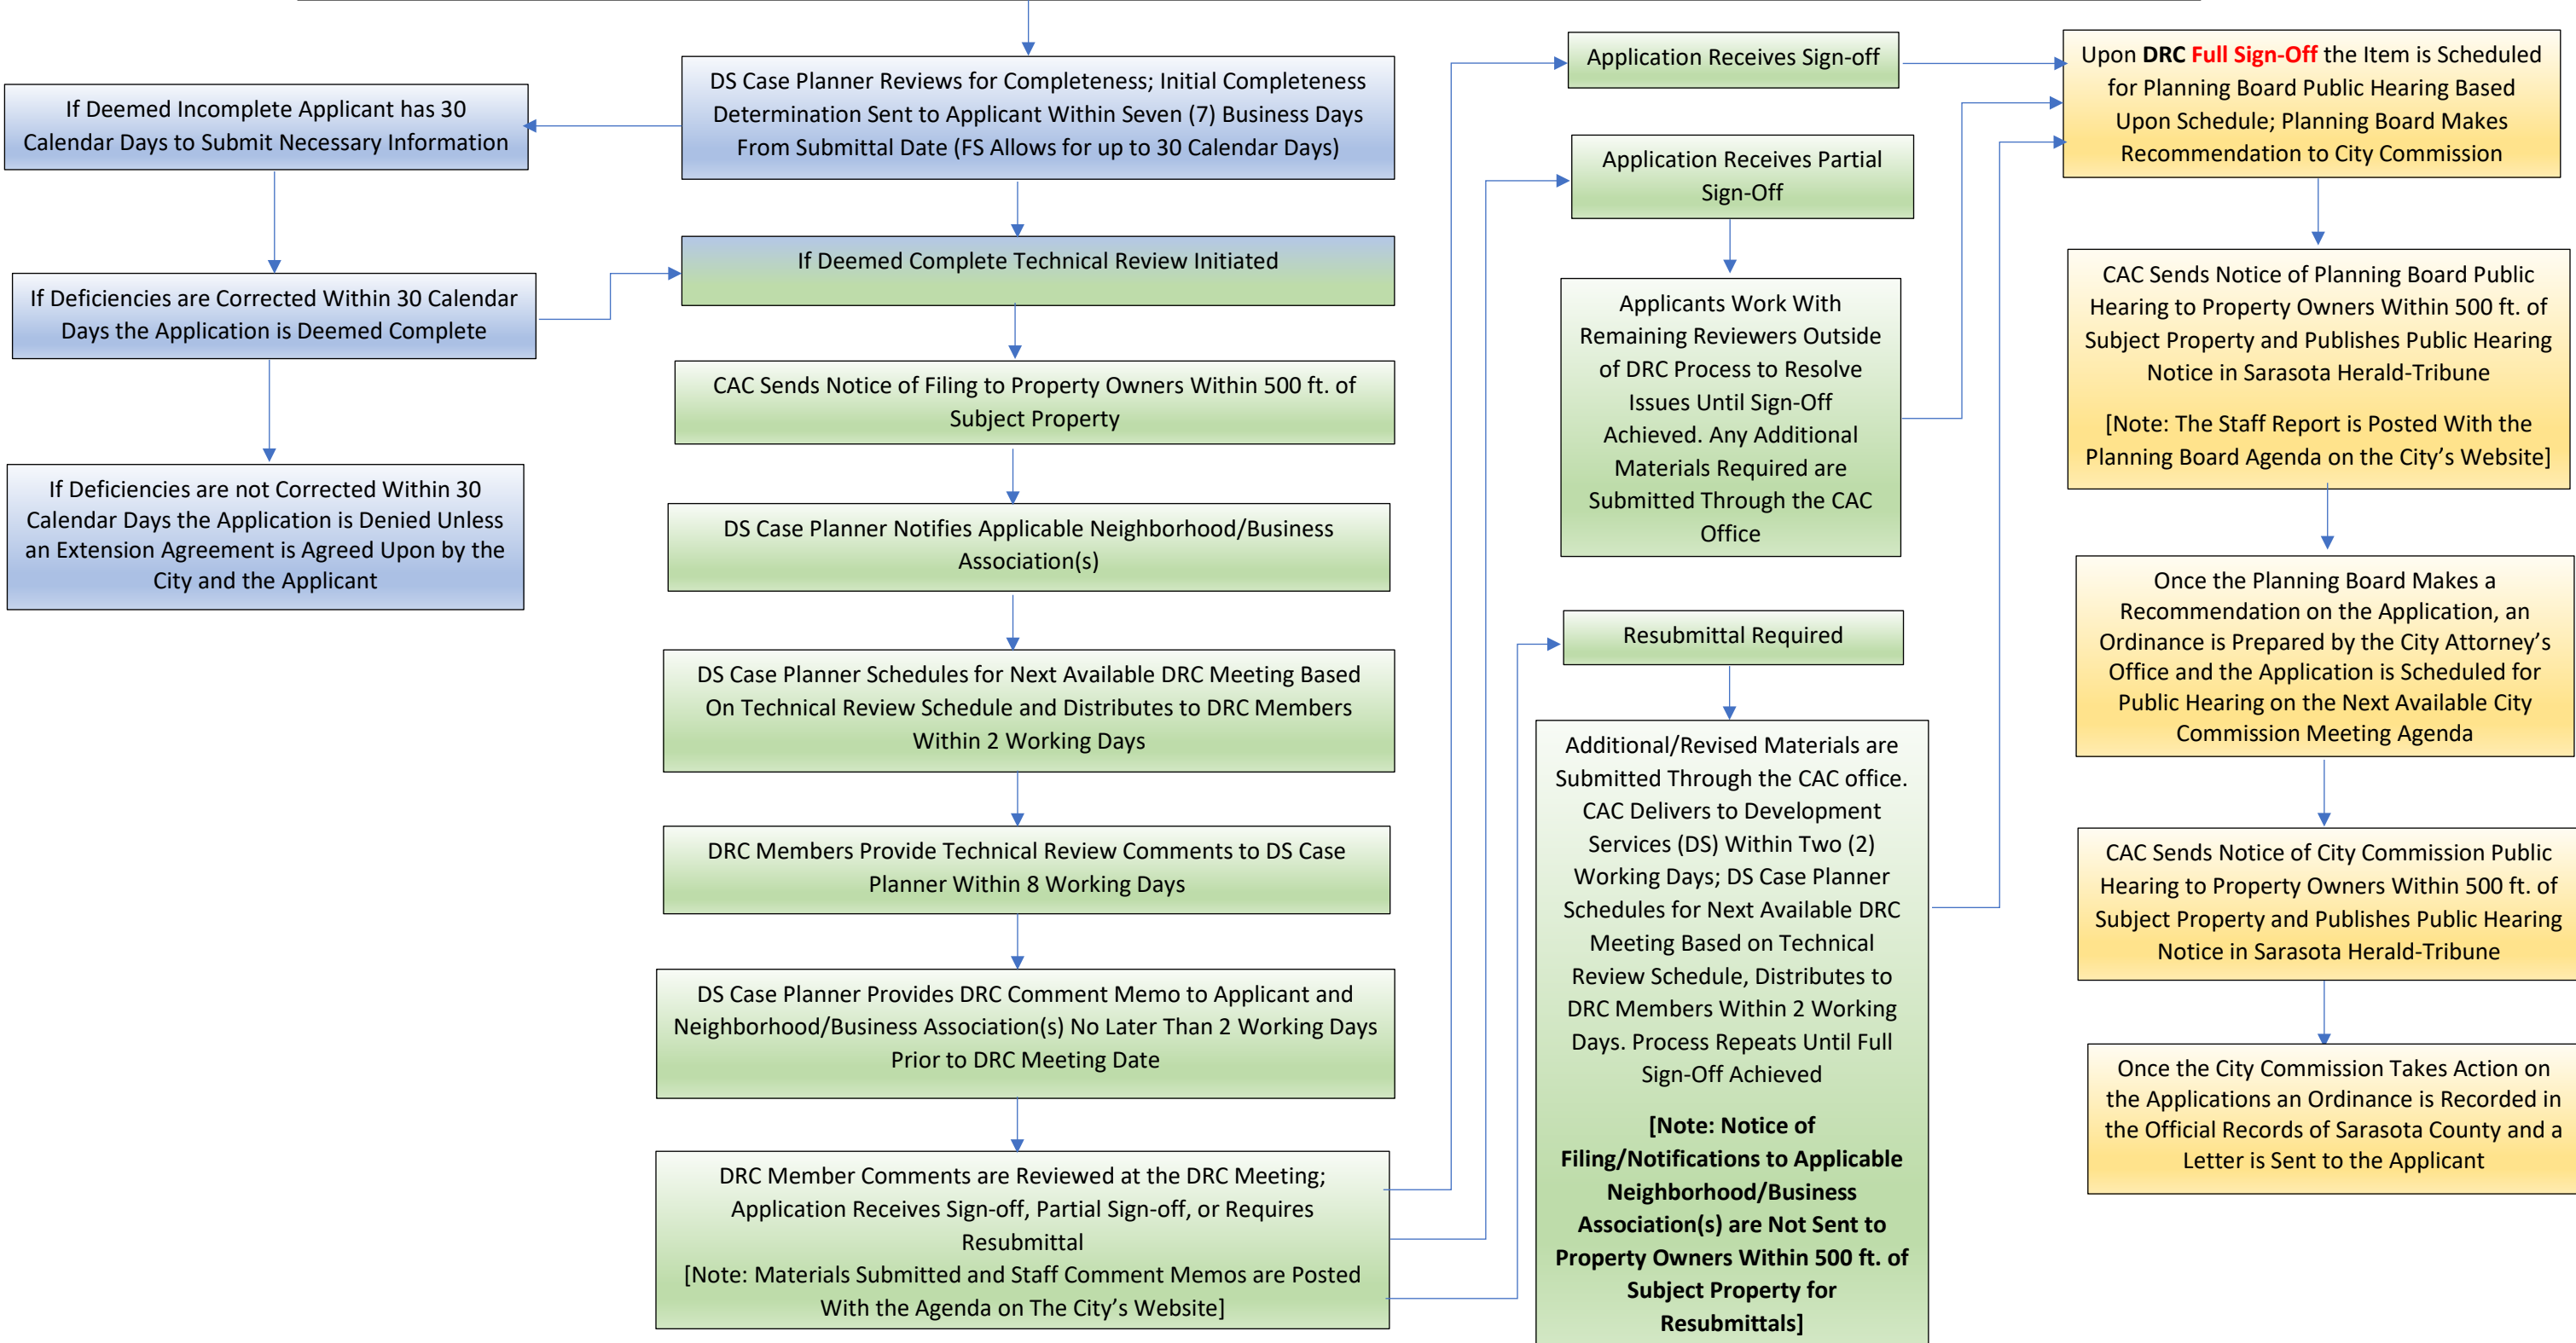 If Deemed Incomplete Applicant has 30
Calendar Days to Submit Necessary Information
If Deficiencies are Corrected Within 30 Calendar
Days the Application is Deemed Complete
If Deficiencies are not Corrected Within 30
Calendar Days the Application is Denied Unless
an Extension Agreement is Agreed Upon by the
City and the Applicant
DS Case Planner Reviews for Completeness; Initial Completeness
Determination Sent to Applicant Within Seven (7) Business Days
From Submittal Date (FS Allows for up to 30 Calendar Days)
If Deemed Complete Technical Review Initiated
CAC Sends Notice of Filing to Property Owners Within 500 ft. of
Subject Property
DS Case Planner Notifies Applicable Neighborhood/Business
Association(s)
DS Case Planner Schedules for Next Available DRC Meeting Based
On Technical Review Schedule and Distributes to DRC Members
Within 2 Working Days
DRC Members Provide Technical Review Comments to DS Case
Planner Within 8 Working Days
DS Case Planner Provides DRC Comment Memo to Applicant and
Neighborhood/Business Association(s) No Later Than 2 Working Days
Prior to DRC Meeting Date
DRC Member Comments are Reviewed at the DRC Meeting;
Application Receives Sign-off, Partial Sign-off, or Requires
Resubmittal
[Note: Materials Submitted and Staff Comment Memos are Posted
With the Agenda on The City’s Website]
Application Receives Sign-off
Application Receives Partial
Sign-Off
Applicants Work With
Remaining Reviewers Outside
of DRC Process to Resolve
Issues Until Sign-Off
Achieved. Any Additional
Materials Required are
Submitted Through the CAC
Office
Resubmittal Required
Additional/Revised Materials are
Submitted Through the CAC office.
CAC Delivers to Development
Services (DS) Within Two (2)
Working Days; DS Case Planner
Schedules for Next Available DRC
Meeting Based on Technical
Review Schedule, Distributes to
DRC Members Within 2 Working
Days. Process Repeats Until Full
Sign-Off Achieved
[Note: Notice of
Filing/Notifications to Applicable
Neighborhood/Business
Association(s) are Not Sent to
Property Owners Within 500 ft. of
Subject Property for
Resubmittals]
Upon DRC Full Sign-Off the Item is Scheduled
for Planning Board Public Hearing Based
Upon Schedule; Planning Board Makes
Recommendation to City Commission
CAC Sends Notice of Planning Board Public
Hearing to Property Owners Within 500 ft. of
Subject Property and Publishes Public Hearing
Notice in Sarasota Herald-Tribune
[Note: The Staff Report is Posted With the
Planning Board Agenda on the City’s Website]
Once the Planning Board Makes a
Recommendation on the Application, an
Ordinance is Prepared by the City Attorney’s
Office and the Application is Scheduled for
Public Hearing on the Next Available City
Commission Meeting Agenda
CAC Sends Notice of City Commission Public
Hearing to Property Owners Within 500 ft. of
Subject Property and Publishes Public Hearing
Notice in Sarasota Herald-Tribune
Once the City Commission Takes Action on
the Applications an Ordinance is Recorded in
the Official Records of Sarasota County and a
Letter is Sent to the Applicant